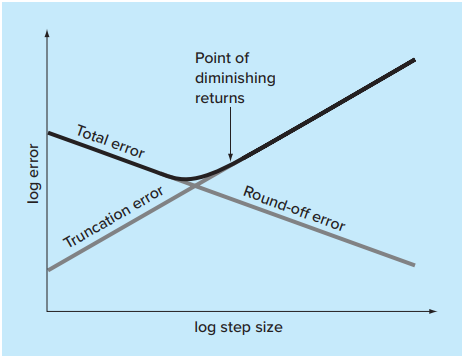 Point of
diminishing
returns
Total error
log error
Truncation error
Round-off error
log step size